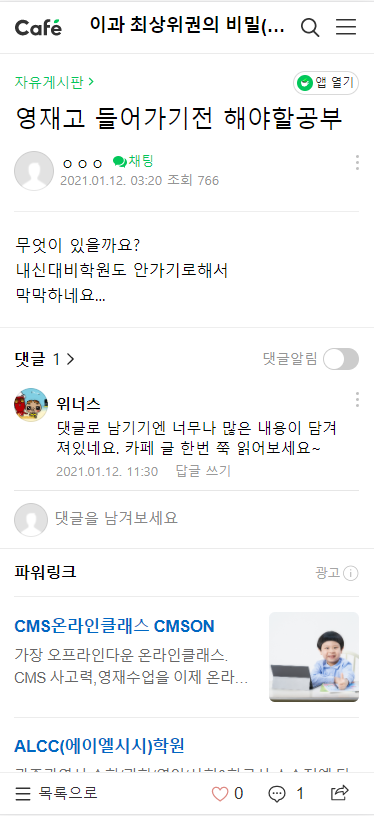 Café 이과 최상위권의 비밀(...
자유게시판 >
앱 열기
영재고 들어가기전 해야할공부
ㅇㅇㅇ 채팅
2021.01.12. 03:20 조회 766
무엇이 있을까요?
내신대비학원도 안가기로해서
막막하네요...
댓글 1 >
댓글알림
위너스
댓글로 남기기엔 너무나 많은 내용이 담겨
져있네요. 카페 글 한번 쭉 읽어보세요~
2021.01.12. 11:30 답글 쓰기
댓글을 남겨보세요
파워링크
광고
CMS온라인클래스 CMSON
가장 오프라인다운 온라인클래스.
CMS 사고력,영재수업을 이제 온라...
ALCC(에이엘시시)학원
목록으로
0
1